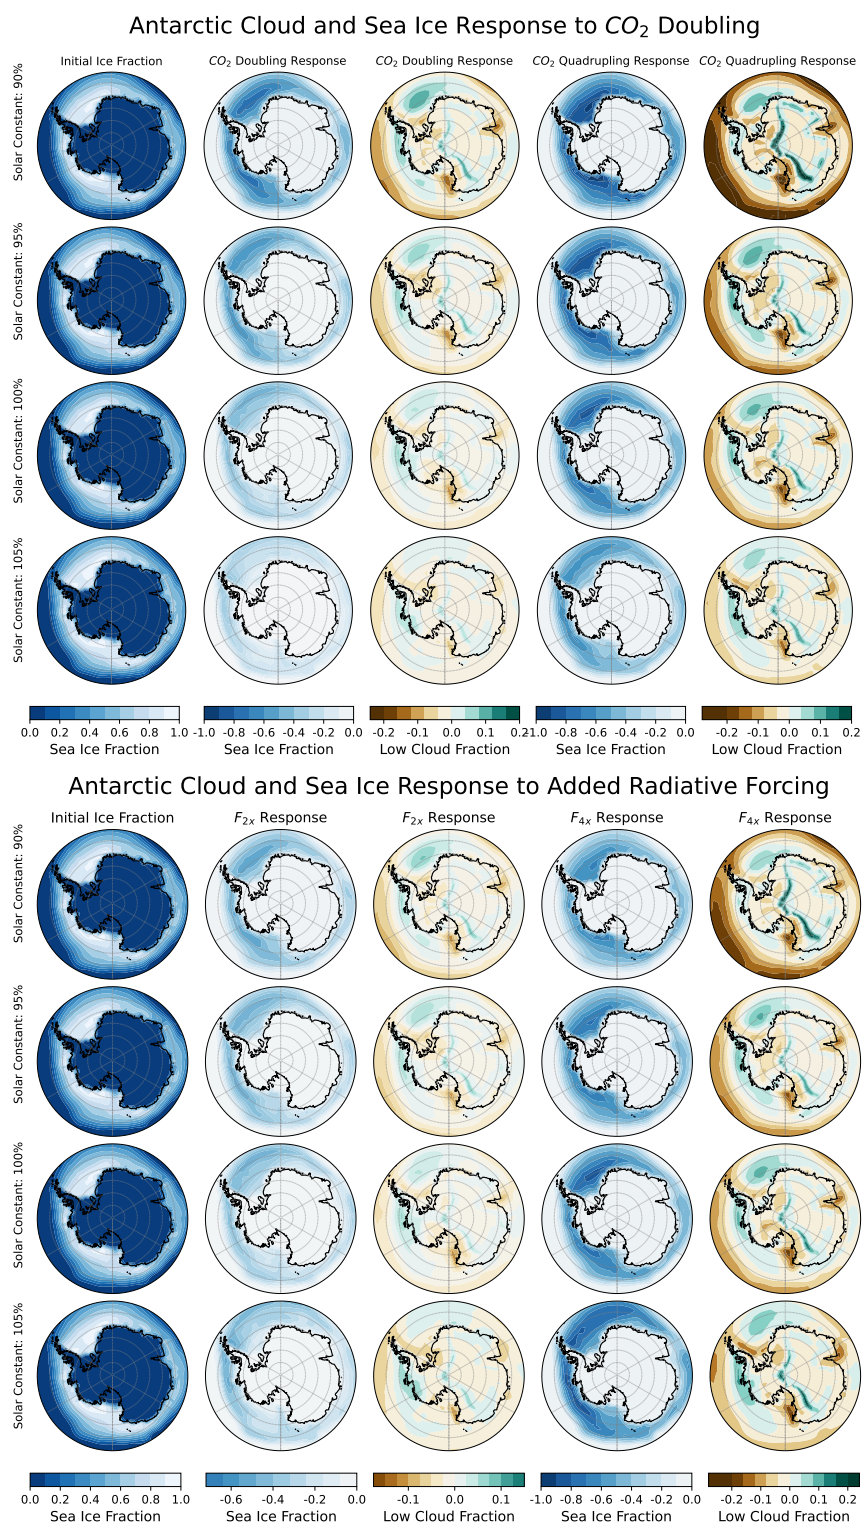 Antarctic Cloud and Sea Ice Response to CO₂ Doubling
Initial Ice Fraction
CO₂ Doubling Response
CO₂ Doubling Response
CO₂ Quadrupling Response
CO₂ Quadrupling Response
Solar Constant: 90%
Solar Constant: 95%
Solar Constant: 100%
Solar Constant: 105%
0.0 0.2 0.4 0.6 0.8 1.0
Sea Ice Fraction
-1.0 -0.8 -0.6 -0.4 -0.2 0.0
Sea Ice Fraction
-0.2 -0.1 0.0 0.1 0.2
Low Cloud Fraction
-1.0 -0.8 -0.6 -0.4 -0.2 0.0
Sea Ice Fraction
-0.2 -0.1 0.0 0.1 0.2
Low Cloud Fraction
Antarctic Cloud and Sea Ice Response to Added Radiative Forcing
Initial Ice Fraction
F₂ₓ Response
F₂ₓ Response
F₄ₓ Response
F₄ₓ Response
Solar Constant: 90%
Solar Constant: 95%
Solar Constant: 100%
Solar Constant: 105%
0.0 0.2 0.4 0.6 0.8 1.0
Sea Ice Fraction
-0.6 -0.4 -0.2 0.0
Sea Ice Fraction
-0.1 0.0 0.1
Low Cloud Fraction
-1.0 -0.8 -0.6 -0.4 -0.2 0.0
Sea Ice Fraction
-0.2 -0.1 0.0 0.1 0.2
Low Cloud Fraction